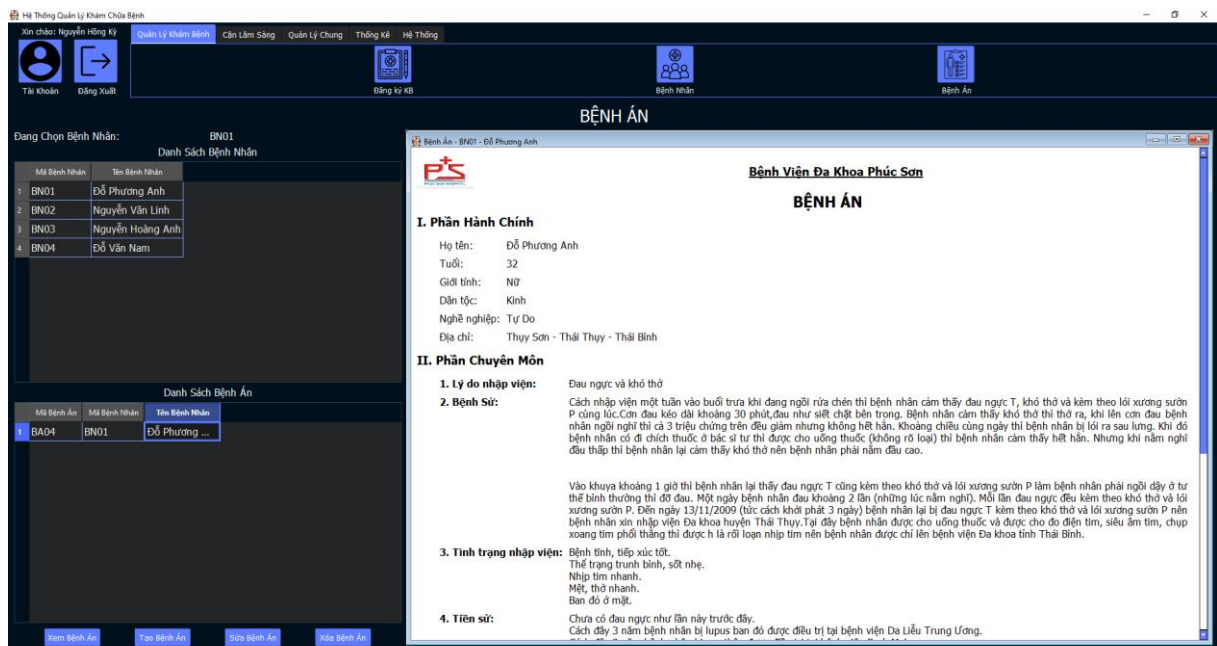 Hệ Thống Quản Lý Khám Chữa Bệnh
Xin chào: Nguyễn Hồng Kỳ
Quản Lý Khám Bệnh Cận Lâm Sàng Quản Lý Chung Thống Kê Hệ Thống
Tài Khoản Đăng Xuất Đăng ký KB Bệnh Nhân Bệnh Án
BỆNH ÁN
Đang Chọn Bệnh Nhân: BN01
Danh Sách Bệnh Nhân
Mã Bệnh Nhân Tên Bệnh Nhân
1 BN01 Đỗ Phương Anh
2 BN02 Nguyễn Văn Linh
3 BN03 Nguyễn Hoàng Anh
4 BN04 Đỗ Văn Nam
Danh Sách Bệnh Án
Mã Bệnh Án Mã Bệnh Nhân Tên Bệnh Nhân
1 BA04 BN01 Đỗ Phương ...
Xem Bệnh Án Tạo Bệnh Án Sửa Bệnh Án Xóa Bệnh Án
Bệnh Án - BN01 - Đỗ Phương Anh
PS
Bệnh Viện Đa Khoa Phúc Sơn
BỆNH ÁN
I. Phần Hành Chính
Họ tên: Đỗ Phương Anh
Tuổi: 32
Giới tính: Nữ
Dân tộc: Kinh
Nghề nghiệp: Tự Do
Địa chỉ: Thụy Sơn - Thái Thụy - Thái Bình
II. Phần Chuyên Môn
1. Lý do nhập viện: Đau ngực và khó thở
2. Bệnh Sử: Cách nhập viện một tuần vào buổi trưa khi đang ngồi rửa chén thì bệnh nhân cảm thấy đau ngực T, khó thở và kèm theo lói xương sườn
P cùng lúc.Cơn đau kéo dài khoảng 30 phút,đau như siết chặt bên trong. Bệnh nhân cảm thấy khó thở thì thở ra, khi lên cơn đau bệnh
nhân ngồi nghỉ thì cả 3 triệu chứng trên đều giảm nhưng không hết hẳn. Khoảng chiều cùng ngày thì bệnh nhân bị lói ra sau lưng. Khi đó
bệnh nhân có đi chích thuốc ở bác sĩ tư thì được cho uống thuốc (không rõ loại) thì bệnh nhân cảm thấy hết hẳn. Nhưng khi nằm nghỉ
đầu thấp thì bệnh nhân lại cảm thấy khó thở nên bệnh nhân phải nằm đầu cao.
Vào khuya khoảng 1 giờ thì bệnh nhân lại thấy đau ngực T cũng kèm theo khó thở và lói xương sườn P làm bệnh nhân phải ngồi dậy ở tư
thế bình thường thì đỡ đau. Một ngày bệnh nhân đau khoảng 2 lần (những lúc nằm nghỉ). Mỗi lần đau ngực đều kèm theo khó thở và lói
xương sườn P. Đến ngày 13/11/2009 (tức cách khởi phát 3 ngày) bệnh nhân lại bị đau ngực T kèm theo khó thở và lói xương sườn P nên
bệnh nhân xin nhập viện Đa khoa huyện Thái Thụy.Tại đây bệnh nhân được cho uống thuốc và được cho đo điện tim, siêu âm tim, chụp
xoang tim phổi thẳng thì được h là rối loạn nhịp tim nên bệnh nhân được chỉ lên bệnh viện Đa khoa tỉnh Thái Bình.
3. Tình trạng nhập viện: Bệnh tỉnh, tiếp xúc tốt.
Thể trạng trunh bình, sốt nhẹ.
Nhịp tim nhanh.
Mệt, thở nhanh.
Ban đỏ ở mặt.
4. Tiền sử: Chưa có đau ngực như lần này trước đây.
Cách đây 3 năm bệnh nhân bị lupus ban đỏ được điều trị tại bệnh viện Da Liễu Trung Ương.